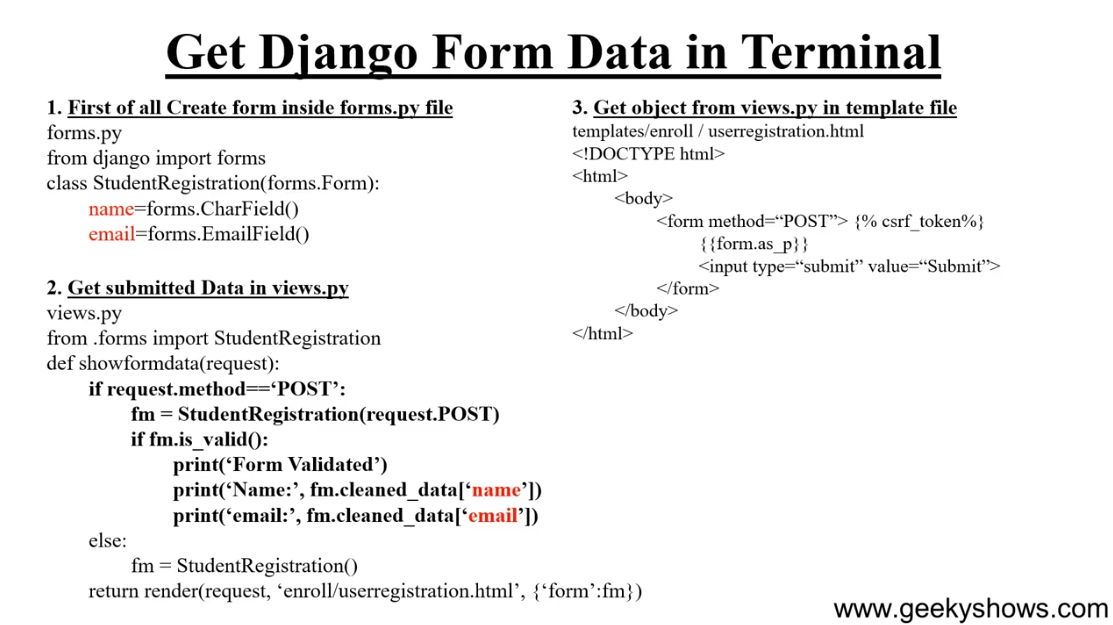 Get Django Form Data in Terminal
1. First of all Create form inside forms.py file
forms.py
from django import forms
class StudentRegistration(forms.Form):
name=forms.CharField()
email=forms.EmailField()
2. Get submitted Data in views.py
views.py
from .forms import StudentRegistration
def showformdata(request):
if request.method==‘POST’:
fm = StudentRegistration(request.POST)
if fm.is_valid():
print(‘Form Validated’)
print(‘Name:’, fm.cleaned_data[‘name’])
print(‘email:’, fm.cleaned_data[‘email’])
else:
fm = StudentRegistration()
return render(request, ‘enroll/userregistration.html’, {‘form’:fm})
3. Get object from views.py in template file
templates/enroll / userregistration.html
<!DOCTYPE html>
<html>
<body>
<form method=“POST”> {% csrf_token%}
{{form.as_p}}
<input type=“submit” value=“Submit”>
</form>
</body>
</html>
www.geekyshows.com